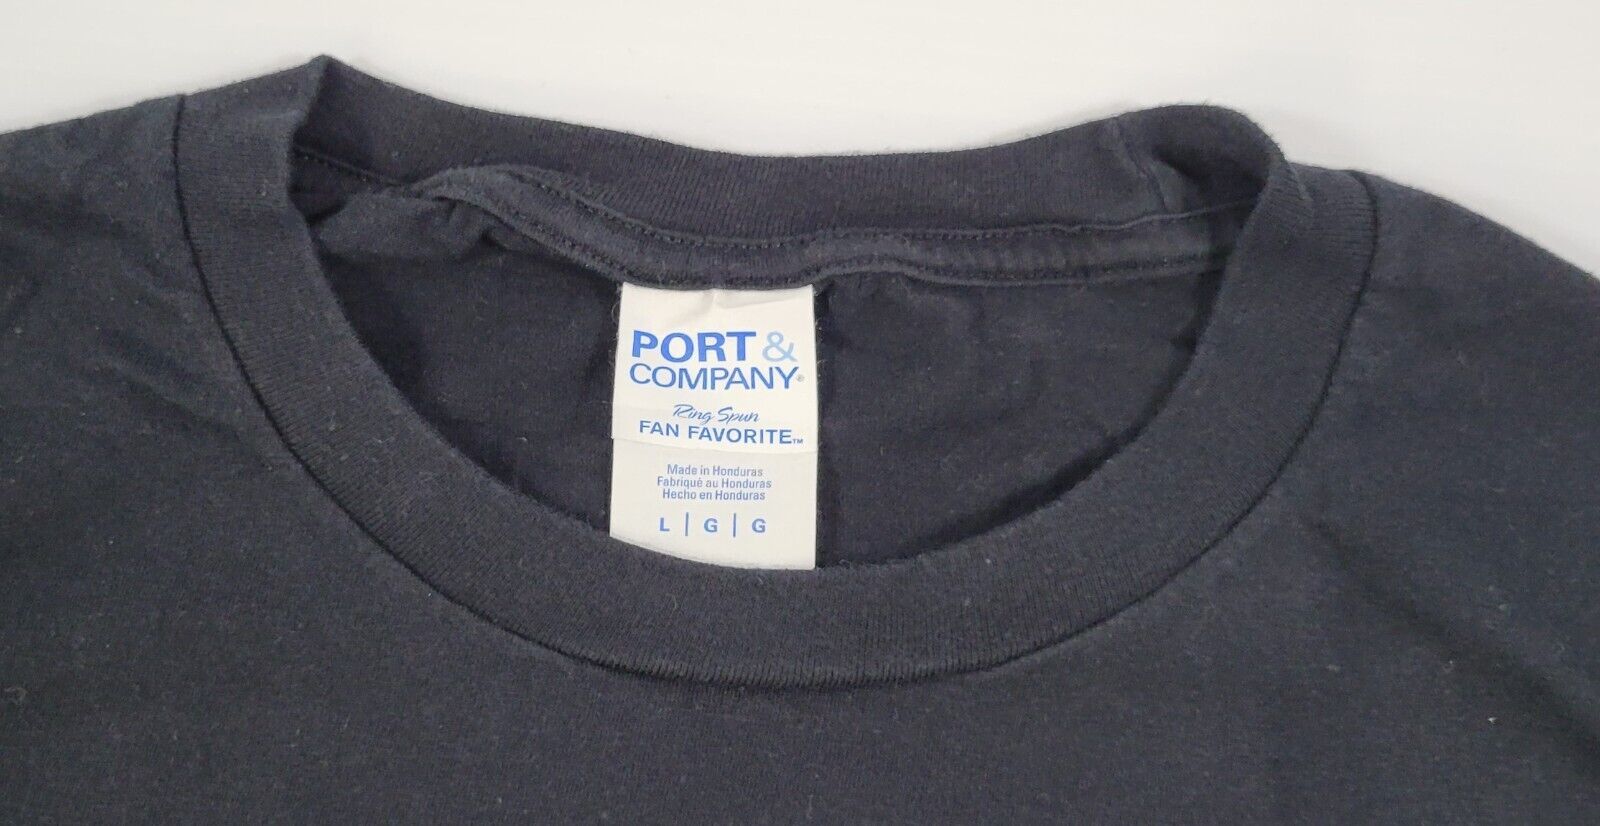 PORT &
COMPANY®
Ring Spun
FAN FAVORITE™
Made in Honduras
Fabriqué au Honduras
Hecho en Honduras
L | G | G